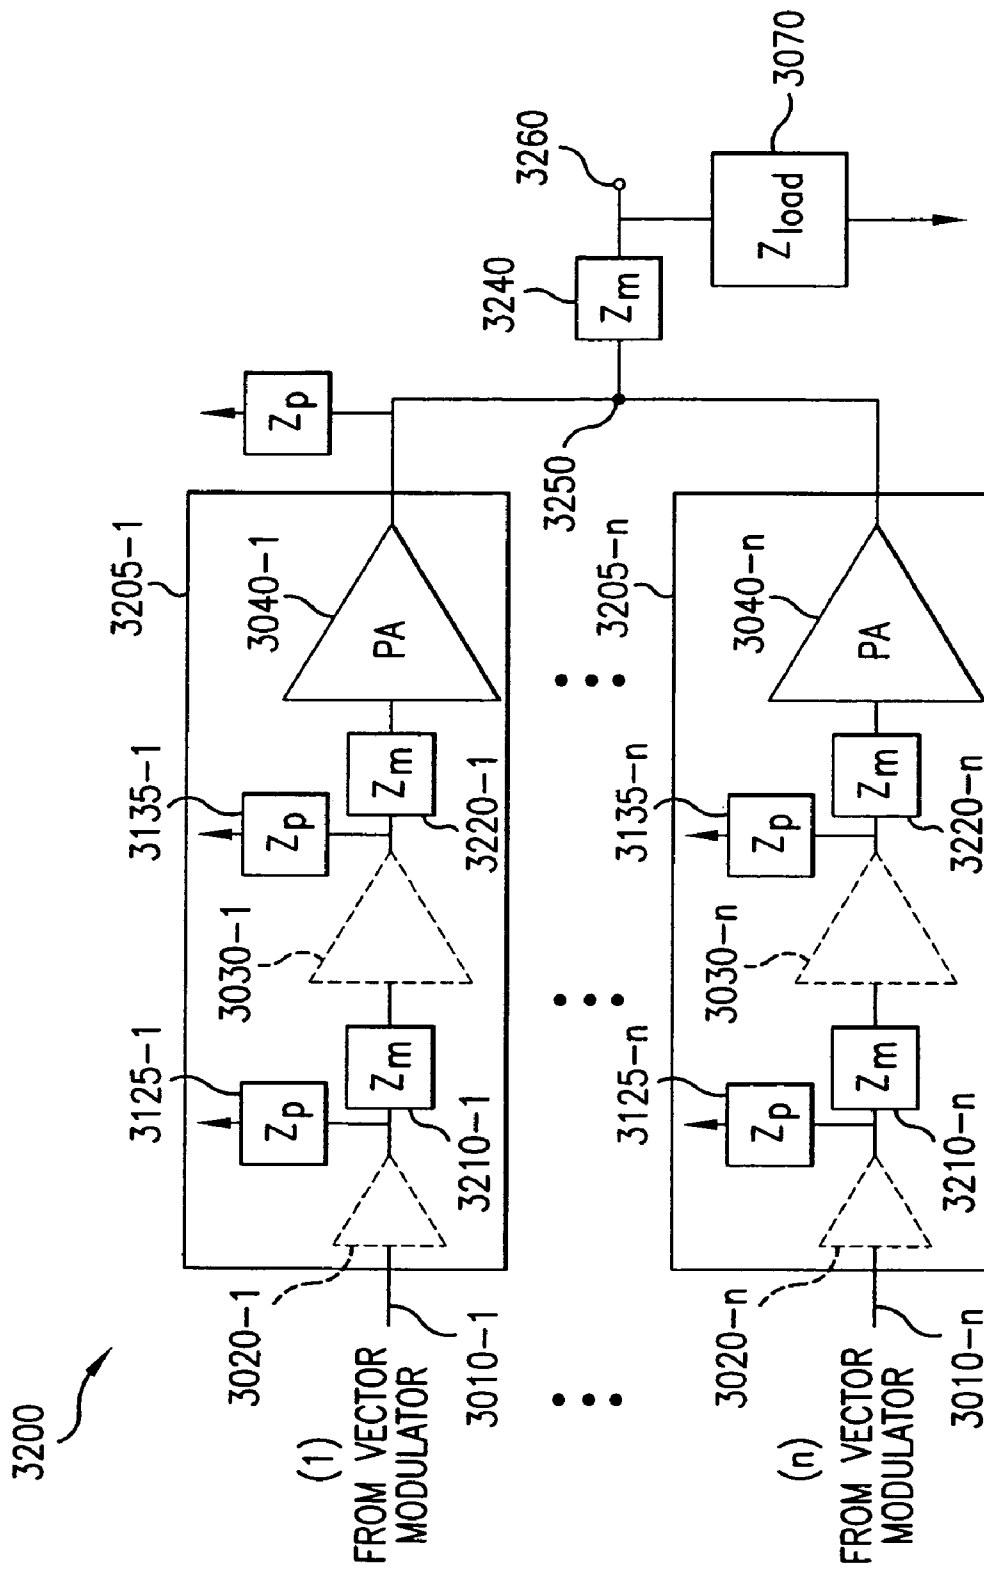 3200
(1)
FROM VECTOR
MODULATOR
3010-1
3020-1
3205-1
3125-1
Zp
Zm
3210-1
3030-1
3135-1
Zp
Zm
3220-1
3040-1
PA
Zp
3250
3240
Zm
3260
Zload
3070
(n)
FROM VECTOR
MODULATOR
3010-n
3020-n
3205-n
3125-n
Zp
Zm
3210-n
3030-n
3135-n
Zp
Zm
3220-n
3040-n
PA